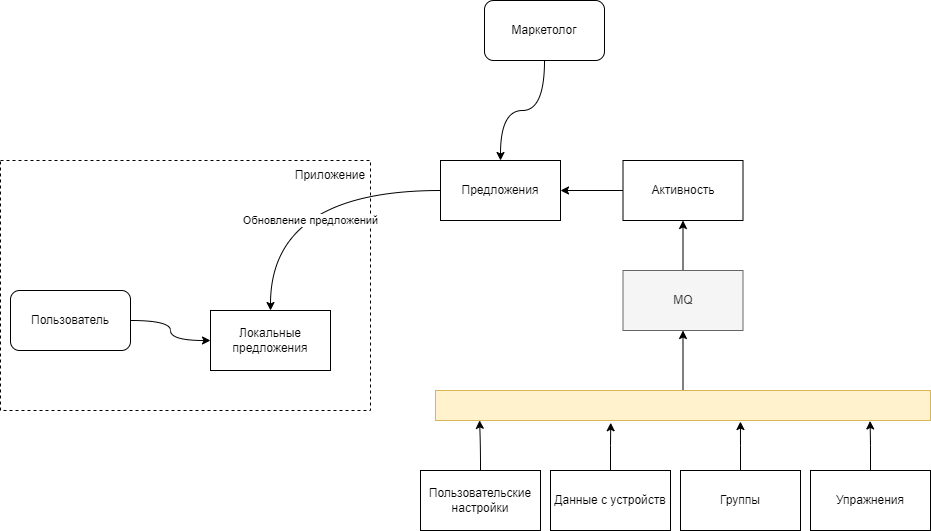 Маркетолог
Приложение
Предложения
Активность
Обновление предложений
MQ
Пользователь
Локальные
предложения
Пользовательские
настройки
Данные с устройств
Группы
Упражнения